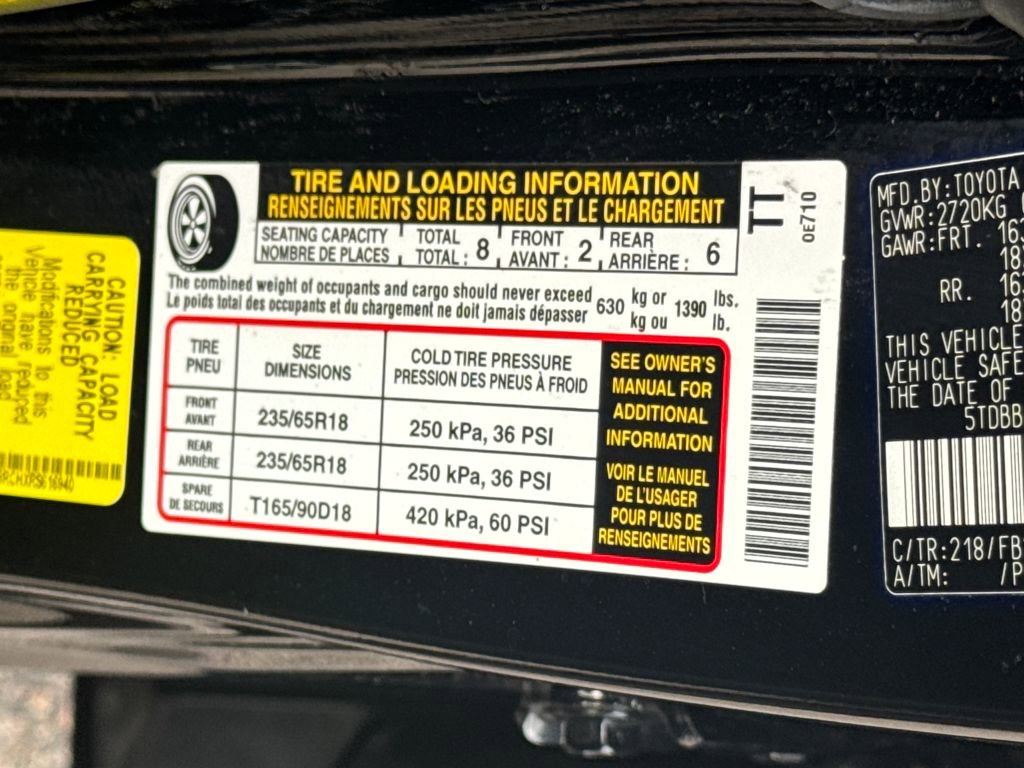 TIRE AND LOADING INFORMATION
RENSEIGNEMENTS SUR LES PNEUS ET LE CHARGEMENT
SEATING CAPACITY TOTAL FRONT REAR
NOMBRE DE PLACES TOTAL: 8 AVANT: 2 ARRIÈRE: 6
The combined weight of occupants and cargo should never exceed 630 kg or 1390 lbs.
Le poids total des occupants et du chargement ne doit jamais dépasser kg ou lb.
TIRE
PNEU
SIZE
DIMENSIONS
COLD TIRE PRESSURE
PRESSION DES PNEUS À FROID
FRONT
AVANT
235/65R18
250 kPa, 36 PSI
REAR
ARRIÈRE
235/65R18
250 kPa, 36 PSI
SPARE
DE SECOURS
T165/90D18
420 kPa, 60 PSI
SEE OWNER'S
MANUAL FOR
ADDITIONAL
INFORMATION
VOIR LE MANUEL
DE L'USAGER
POUR PLUS DE
RENSEIGNEMENTS
TT
0E710
CAUTION: LOAD
CARRYING CAPACITY
REDUCED
Modifications to this
Vehicle have reduced
the original load
MFD.BY:TOYOTA
GVWR:2720KG
GAWR:FRT.
RR.
THIS VEHICLE
VEHICLE SAFE
THE DATE OF
5TDBB
C/TR:218/FB
A/TM: /P